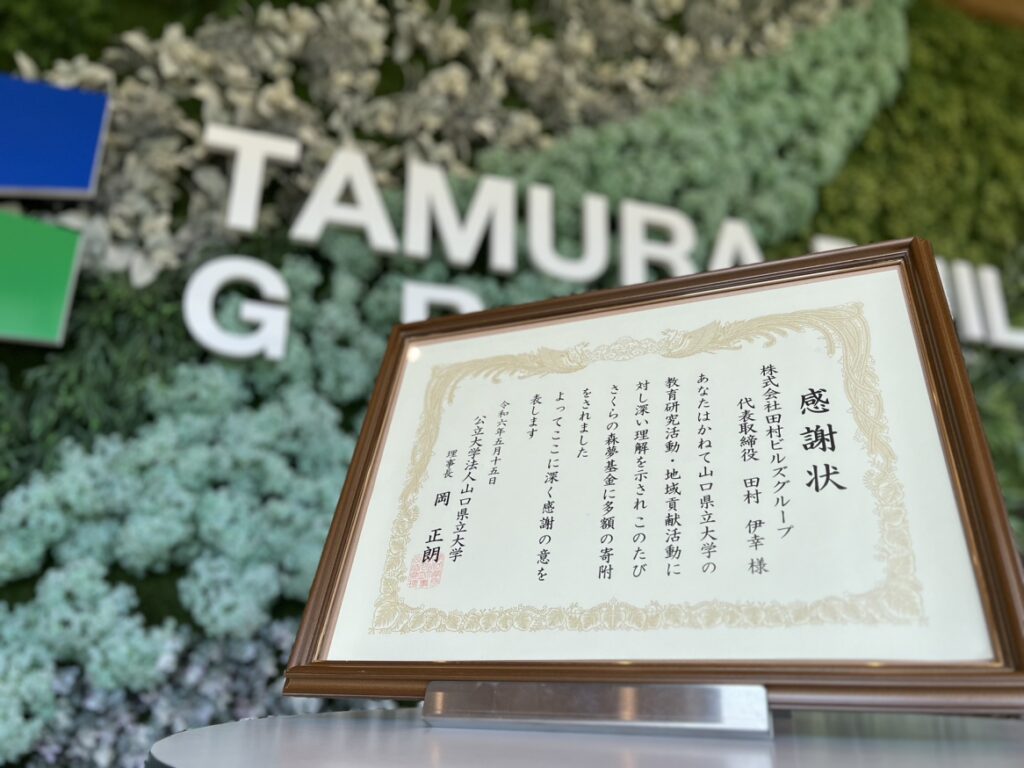 TAMURA
G
感謝状
株式会社田村ビルズグループ
代表取締役 田村 伊幸 様
あなたはかねて山口県立大学の
教育研究活動・地域貢献活動に
対し深い理解を示され このたび
さくらの森夢基金に多額の寄附
をされました
よってここに深く感謝の意を
表します
令和六年五月十五日
公立大学法人山口県立大学
理事長 岡 正朗